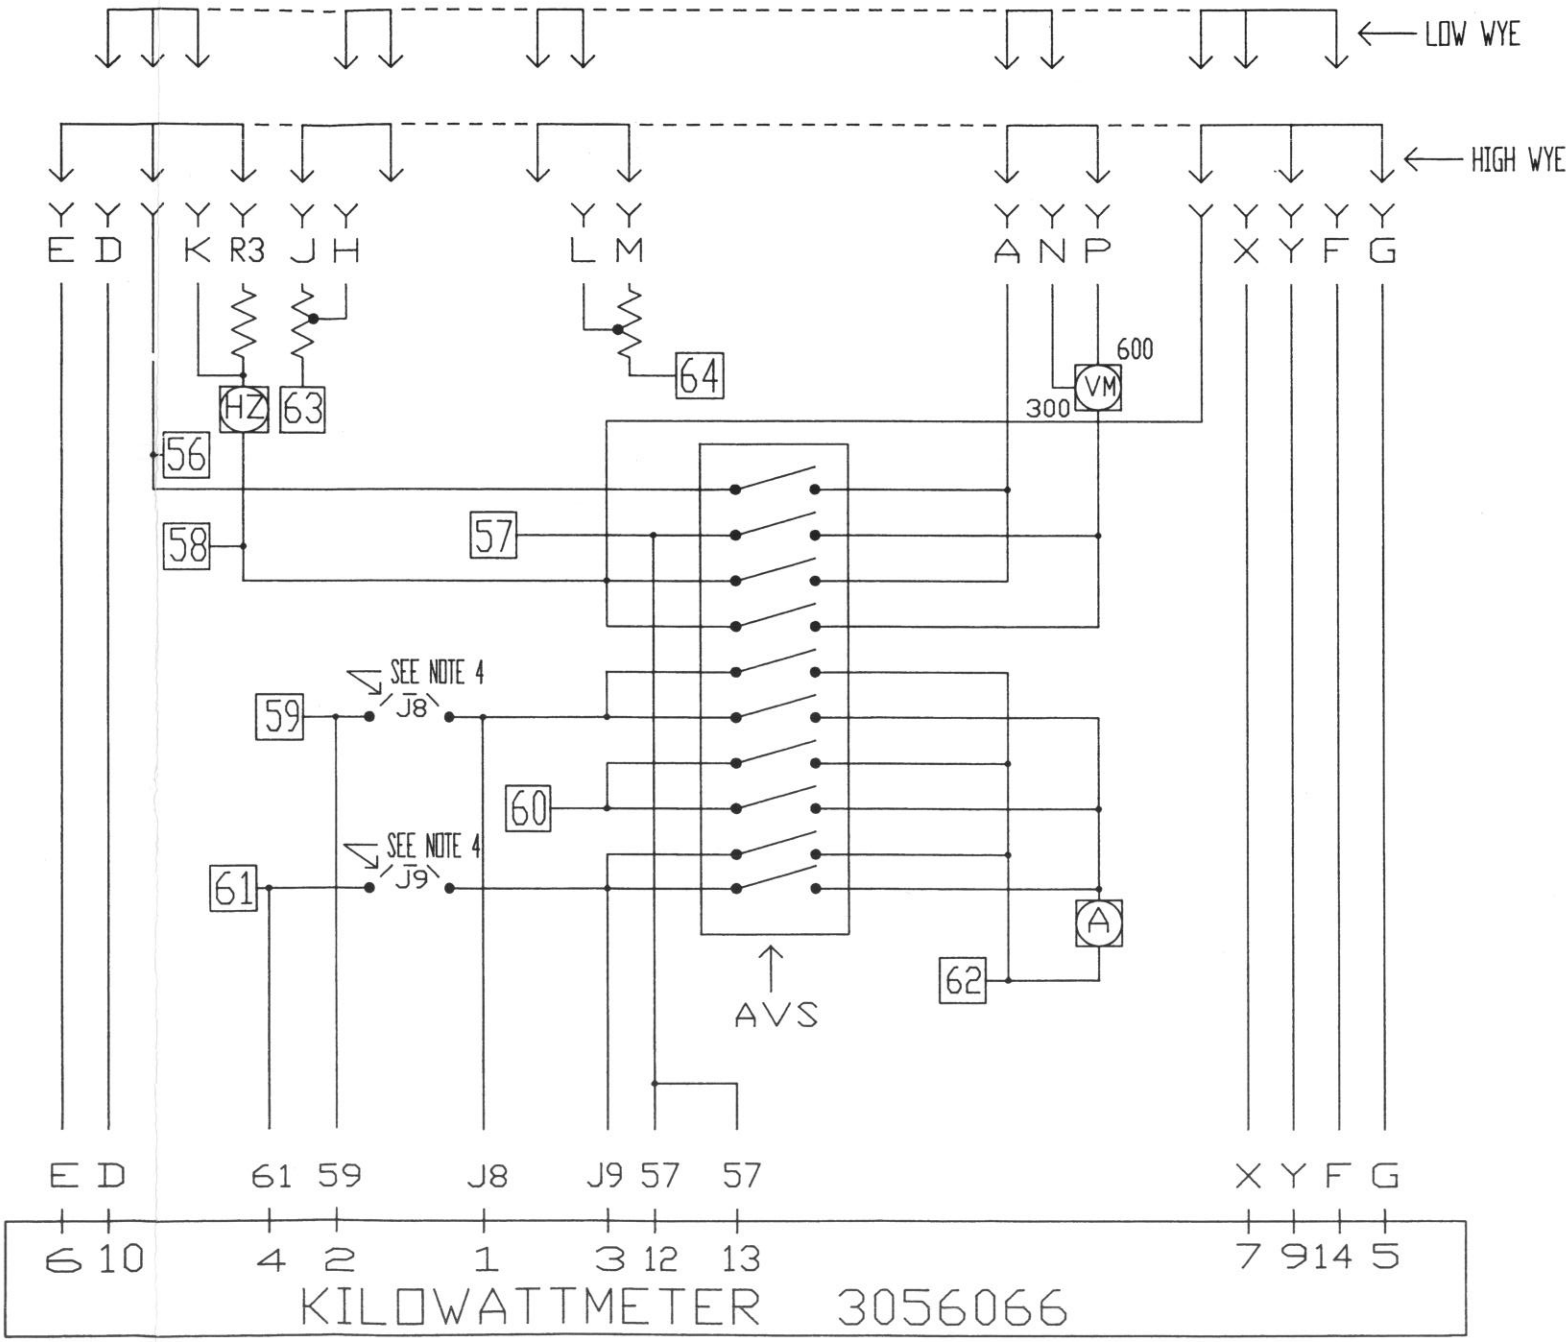 LOW WYE
HIGH WYE
E D K R3 J H L M A N P X Y F G
600
64
VM
HZ 63
300
56
57
58
SEE NOTE 4
59 J8
60
SEE NOTE 4
61 J9
A
62
AVS
E D 61 59 J8 J9 57 57 X Y F G
6 10 4 2 1 3 12 13 7 9 14 5
KILOWATTMETER 3056066